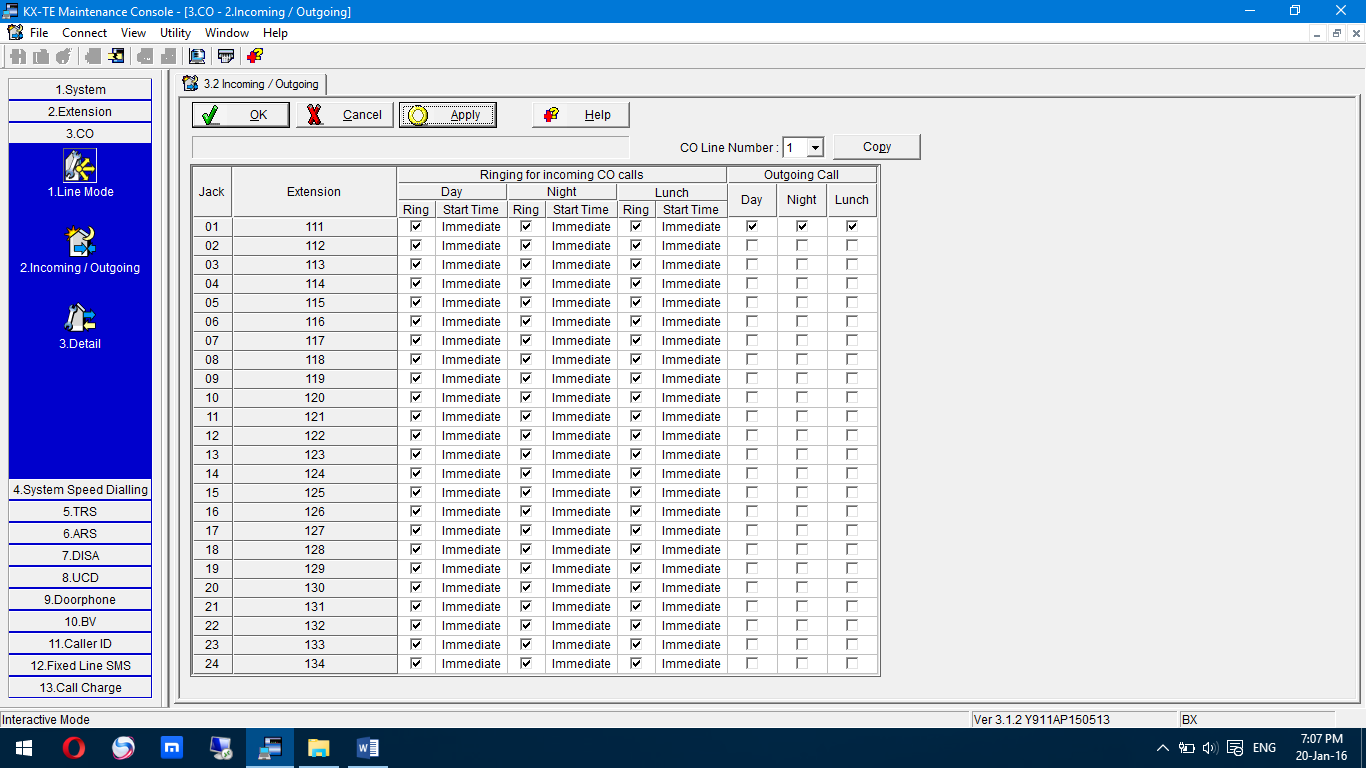 KX-TE Maintenance Console - [3.CO - 2.Incoming / Outgoing]
File Connect View Utility Window Help
1.System
2.Extension
3.CO
1.Line Mode
2.Incoming / Outgoing
3.Detail
4.System Speed Dialling
5.TRS
6.ARS
7.DISA
8.UCD
9.Doorphone
10.BV
11.Caller ID
12.Fixed Line SMS
13.Call Charge
3.2 Incoming / Outgoing
OK Cancel Apply Help
CO Line Number : 1 Copy
Jack Extension Ringing for incoming CO calls Outgoing Call
Day Night Lunch Day Night Lunch
Ring Start Time Ring Start Time Ring Start Time
01 111 Immediate Immediate Immediate
02 112 Immediate Immediate Immediate
03 113 Immediate Immediate Immediate
04 114 Immediate Immediate Immediate
05 115 Immediate Immediate Immediate
06 116 Immediate Immediate Immediate
07 117 Immediate Immediate Immediate
08 118 Immediate Immediate Immediate
09 119 Immediate Immediate Immediate
10 120 Immediate Immediate Immediate
11 121 Immediate Immediate Immediate
12 122 Immediate Immediate Immediate
13 123 Immediate Immediate Immediate
14 124 Immediate Immediate Immediate
15 125 Immediate Immediate Immediate
16 126 Immediate Immediate Immediate
17 127 Immediate Immediate Immediate
18 128 Immediate Immediate Immediate
19 129 Immediate Immediate Immediate
20 130 Immediate Immediate Immediate
21 131 Immediate Immediate Immediate
22 132 Immediate Immediate Immediate
23 133 Immediate Immediate Immediate
24 134 Immediate Immediate Immediate
Interactive Mode Ver 3.1.2 Y911AP150513 BX
ENG
7:07 PM
20-Jan-16